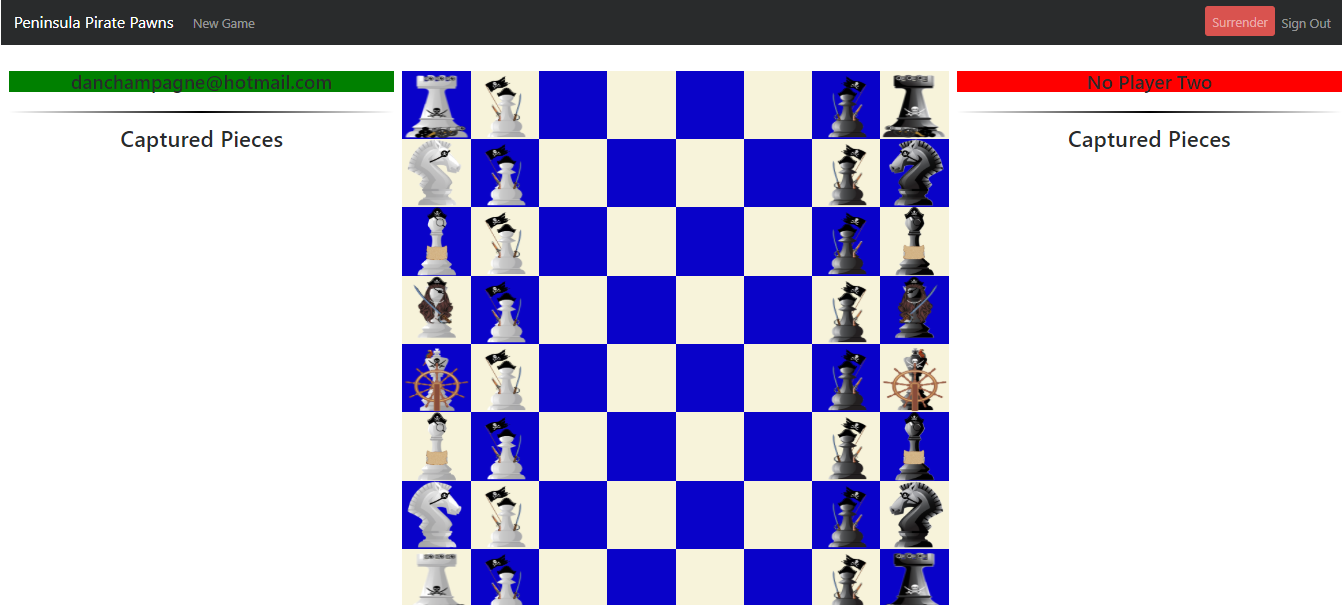 Peninsula Pirate Pawns New Game Surrender Sign Out
danchampagne@hotmail.com
No Player Two
Captured Pieces
Captured Pieces